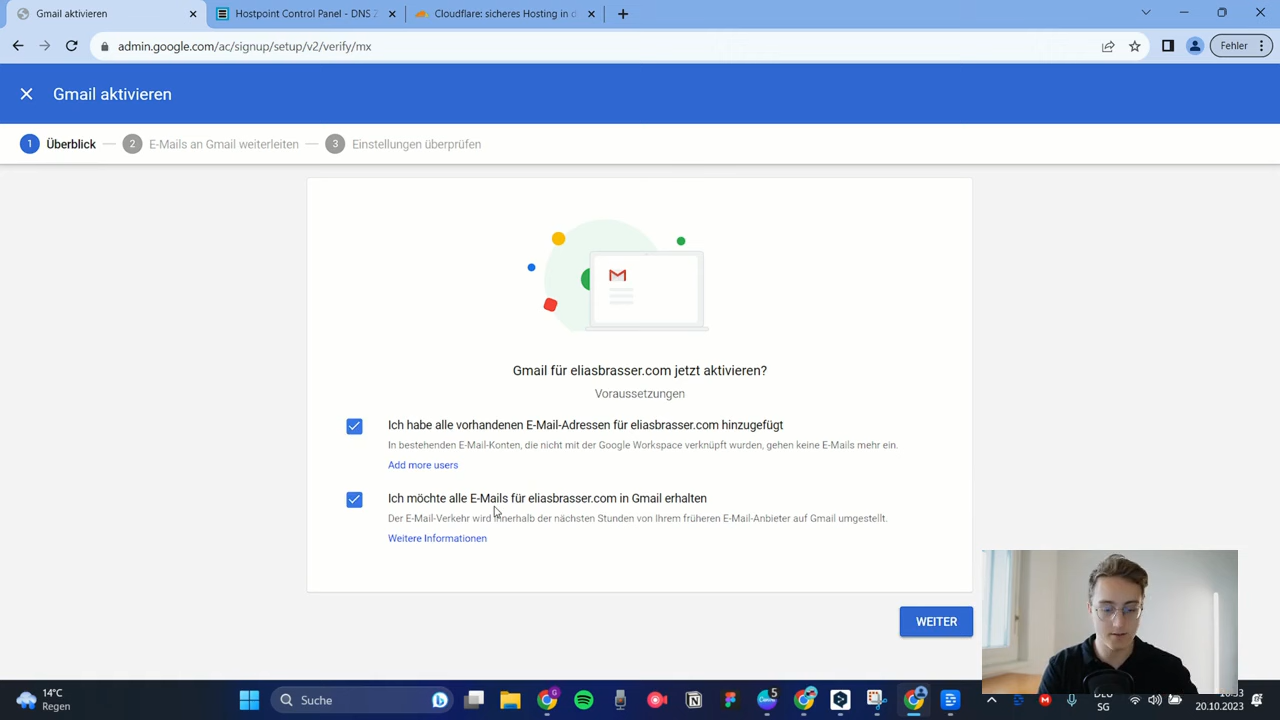 Gmail aktivieren
Hostpoint Control Panel - DNS Z
Cloudflare: sicheres Hosting in d
admin.google.com/ac/signup/setup/v2/verify/mx
Fehler
Gmail aktivieren
1 Überblick
2 E-Mails an Gmail weiterleiten
3 Einstellungen überprüfen
Gmail für eliasbrasser.com jetzt aktivieren?
Voraussetzungen
Ich habe alle vorhandenen E-Mail-Adressen für eliasbrasser.com hinzugefügt
In bestehenden E-Mail-Konten, die nicht mit der Google Workspace verknüpft wurden, gehen keine E-Mails mehr ein.
Add more users
Ich möchte alle E-Mails für eliasbrasser.com in Gmail erhalten
Der E-Mail-Verkehr wird innerhalb der nächsten Stunden von Ihrem früheren E-Mail-Anbieter auf Gmail umgestellt.
Weitere Informationen
WEITER
14°C
Regen
Suche
SG
20.10.2023